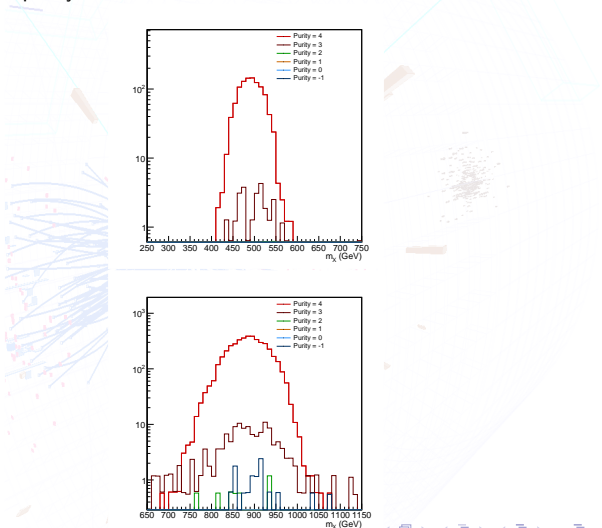 Purity = 4
Purity = 3
Purity = 2
Purity = 1
Purity = 0
Purity = -1
10²
10
1
250 300 350 400 450 500 550 600 650 700 750
mX (GeV)
Purity = 4
Purity = 3
Purity = 2
Purity = 1
Purity = 0
Purity = -1
10³
10²
10
1
650 700 750 800 850 900 950 1000 1050 1100 1150
mY (GeV)